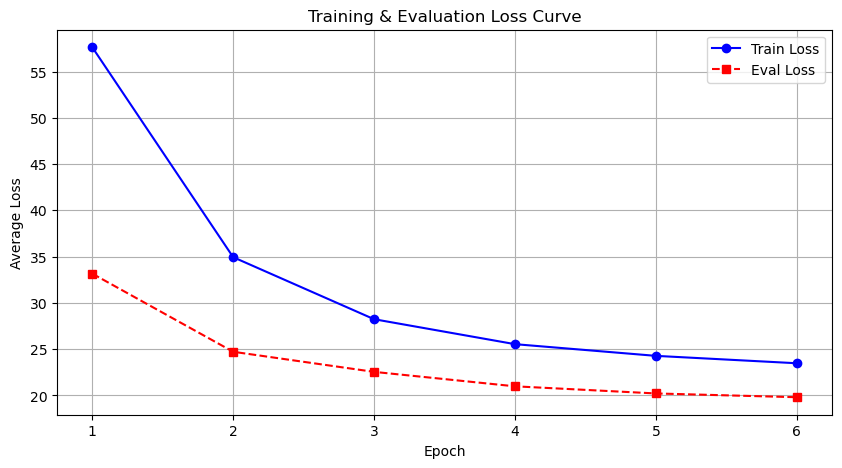 Training & Evaluation Loss Curve
Train Loss
Eval Loss
Average Loss
55
50
45
40
35
30
25
20
1 2 3 4 5 6
Epoch